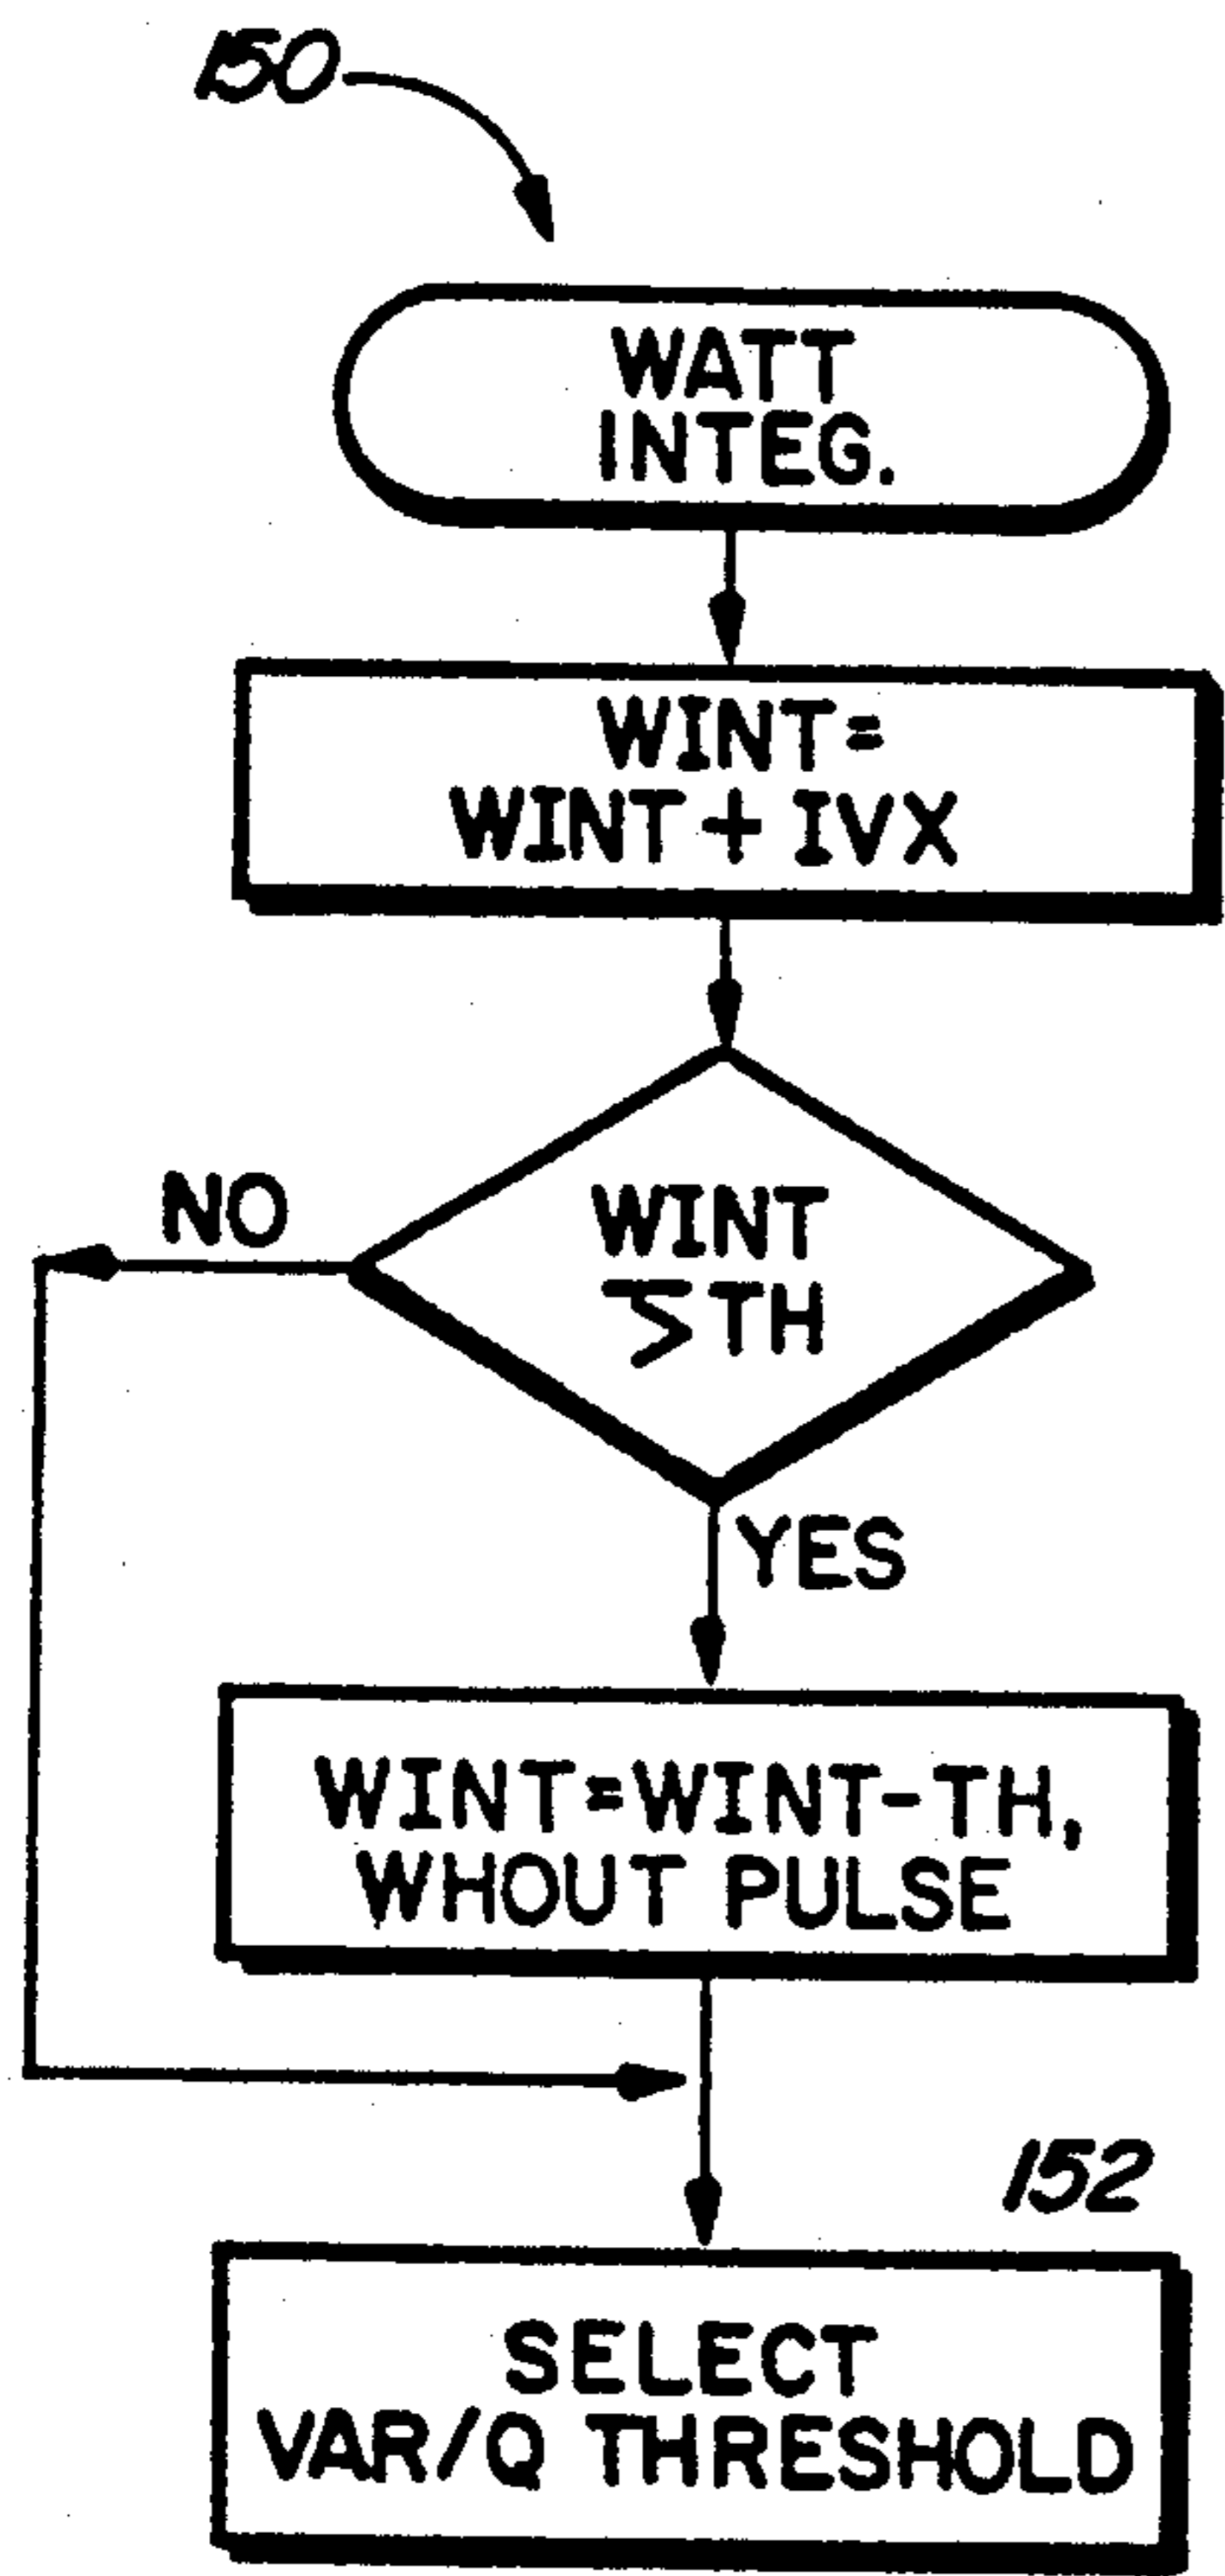 150
WATT
INTEG.
WINT=
WINT + IVX
NO
WINT
≥ TH
YES
WINT=WINT-TH,
WHOUT PULSE
152
SELECT
VAR/Q THRESHOLD